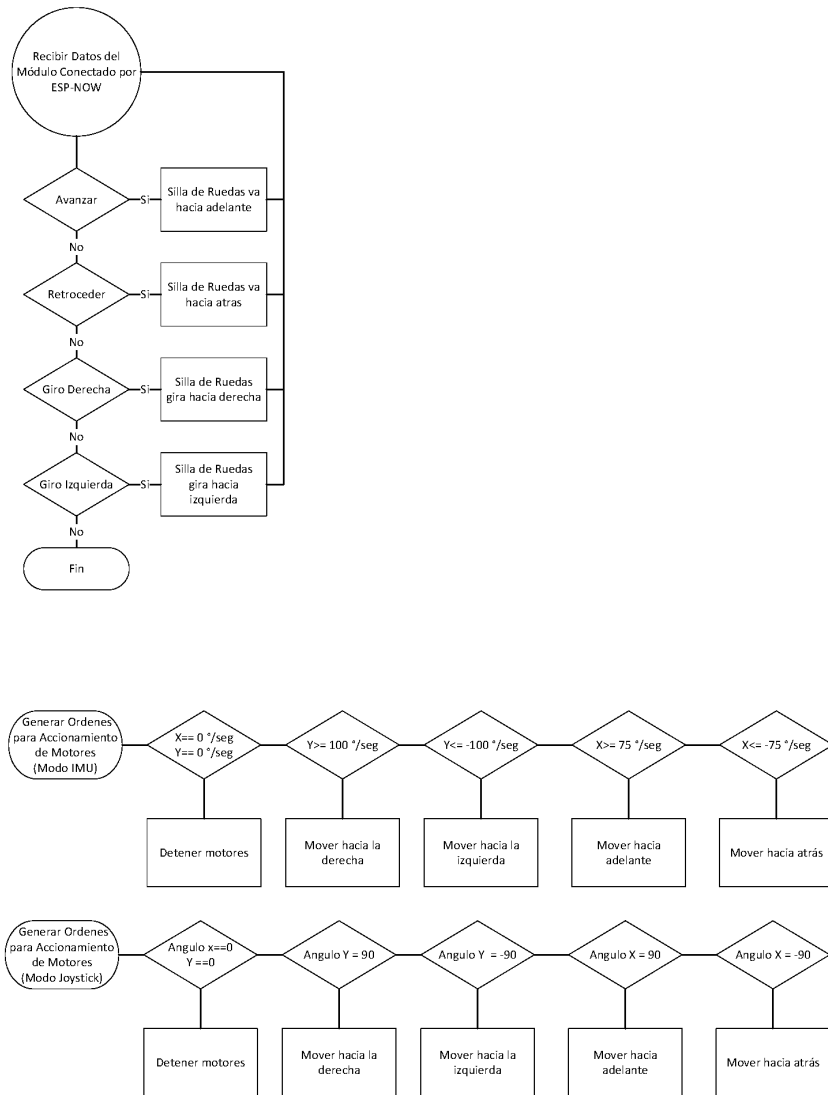 Recibir Datos del
Módulo Conectado por
ESP-NOW
Avanzar
Si
Silla de Ruedas va
hacia adelante
No
Retroceder
Si
Silla de Ruedas va
hacia atras
No
Giro Derecha
Si
Silla de Ruedas
gira hacia derecha
No
Giro Izquierda
Si
Silla de Ruedas
gira hacia
izquierda
No
Fin
Generar Ordenes
para Accionamiento
de Motores
(Modo IMU)
X== 0 °/seg
Y== 0 °/seg
Y>= 100 °/seg
Y<= -100 °/seg
X>= 75 °/seg
X<= -75 °/seg
Detener motores
Mover hacia la
derecha
Mover hacia la
izquierda
Mover hacia
adelante
Mover hacia atrás
Generar Ordenes
para Accionamiento
de Motores
(Modo Joystick)
Angulo x==0
Y ==0
Angulo Y = 90
Angulo Y = -90
Angulo X = 90
Angulo X = -90
Detener motores
Mover hacia la
derecha
Mover hacia la
izquierda
Mover hacia
adelante
Mover hacia atrás